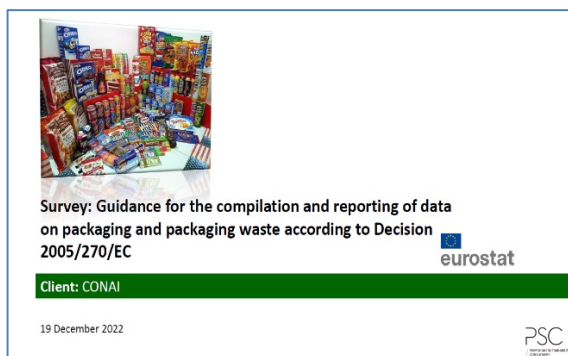 Survey: Guidance for the compilation and reporting of data
on packaging and packaging waste according to Decision
2005/270/EC
eurostat
Client: CONAI
19 December 2022
PSC